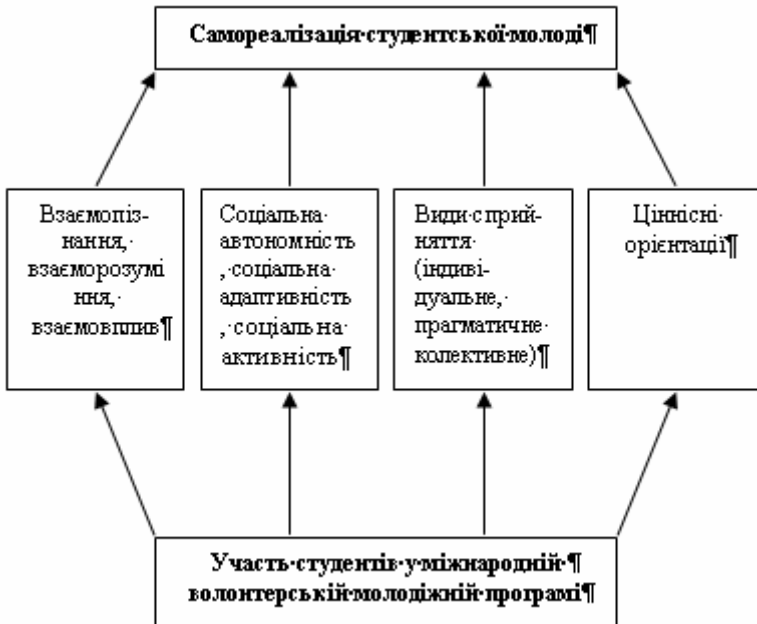 Самореалізація·студентської·молоді¶
Взаємопіз-
нання,·
взаєморозумі
ння,·
взаємовплив¶
Соціальна·
автономність
,·соціальна·
адаптивність
,·соціальна·
активність¶
Види·сприй-
няття·
(індиві-
дуальне,·
прагматичне·
колективне)¶
Ціннісні·
орієнтації¶
Участь·студентів·у·міжнародній·¶
волонтерській·молодіжній·програмі¶